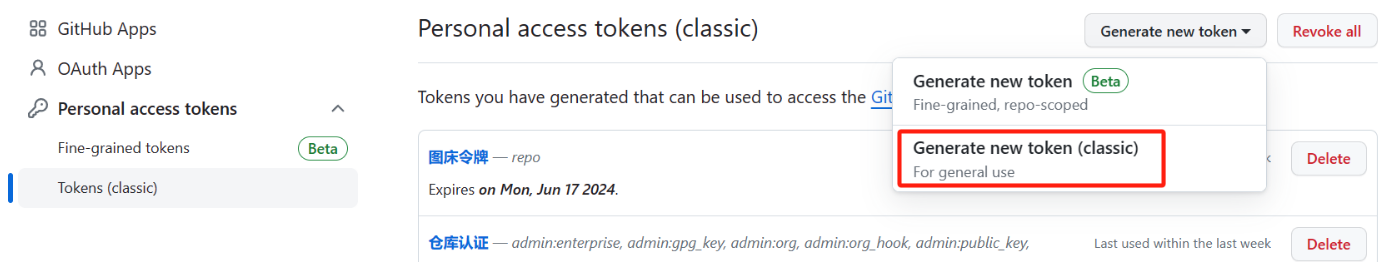 GitHub Apps
OAuth Apps
Personal access tokens
Fine-grained tokens Beta
Tokens (classic)
Personal access tokens (classic)
Generate new token
Revoke all
Generate new token Beta
Fine-grained, repo-scoped
Generate new token (classic)
For general use
Tokens you have generated that can be used to access the Git
图床令牌 — repo
Delete
Expires on Mon, Jun 17 2024.
仓库认证 — admin:enterprise, admin:gpg_key, admin:org, admin:org_hook, admin:public_key,
Last used within the last week
Delete